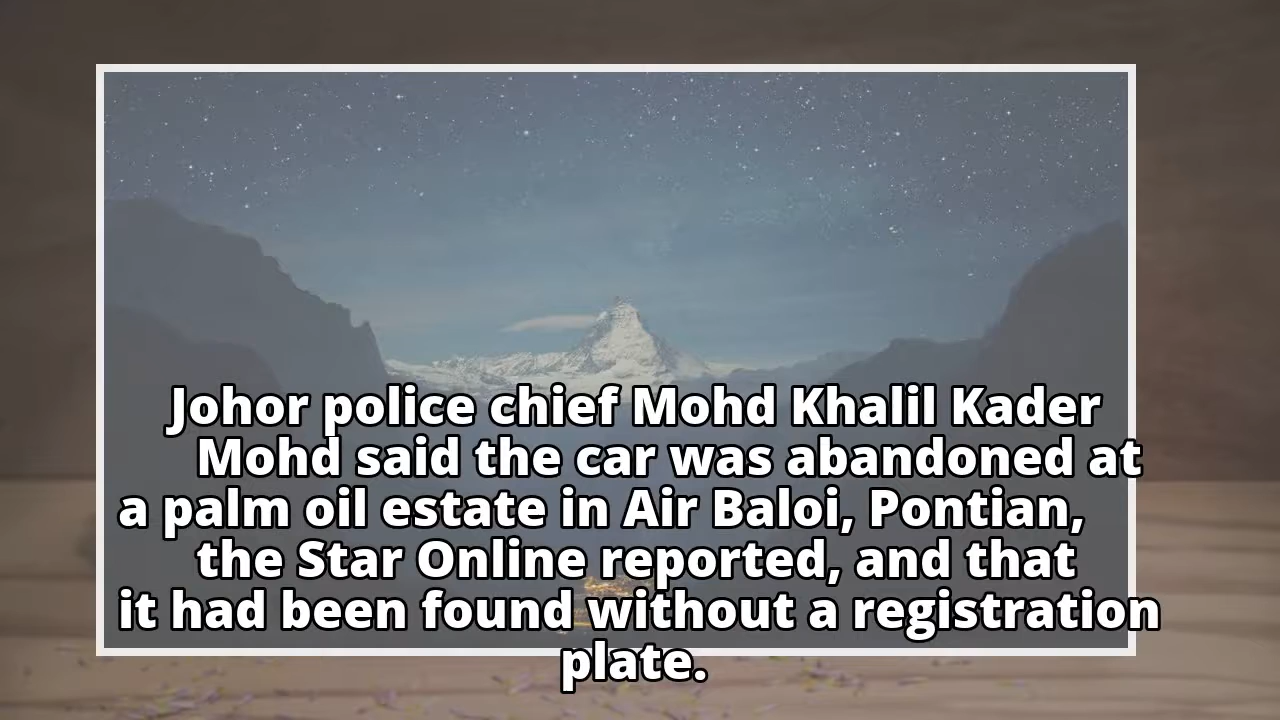 Johor police chief Mohd Khalil Kader
Mohd said the car was abandoned at
a palm oil estate in Air Baloi, Pontian,
the Star Online reported, and that
it had been found without a registration
plate.